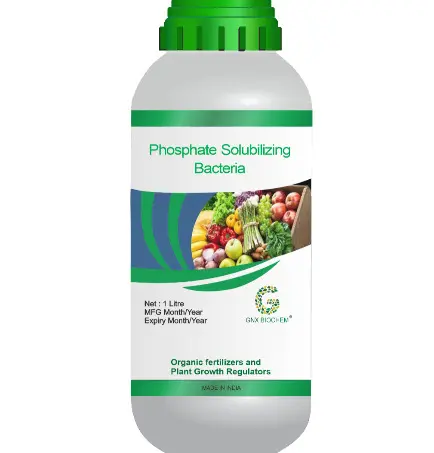 Phosphate Solubilizing
Bacteria
Net : 1 Litre
MFG Month/Year
Expiry Month/Year
GNX BIOCHEM®
Organic fertilizers and
Plant Growth Regulators
MADE IN INDIA